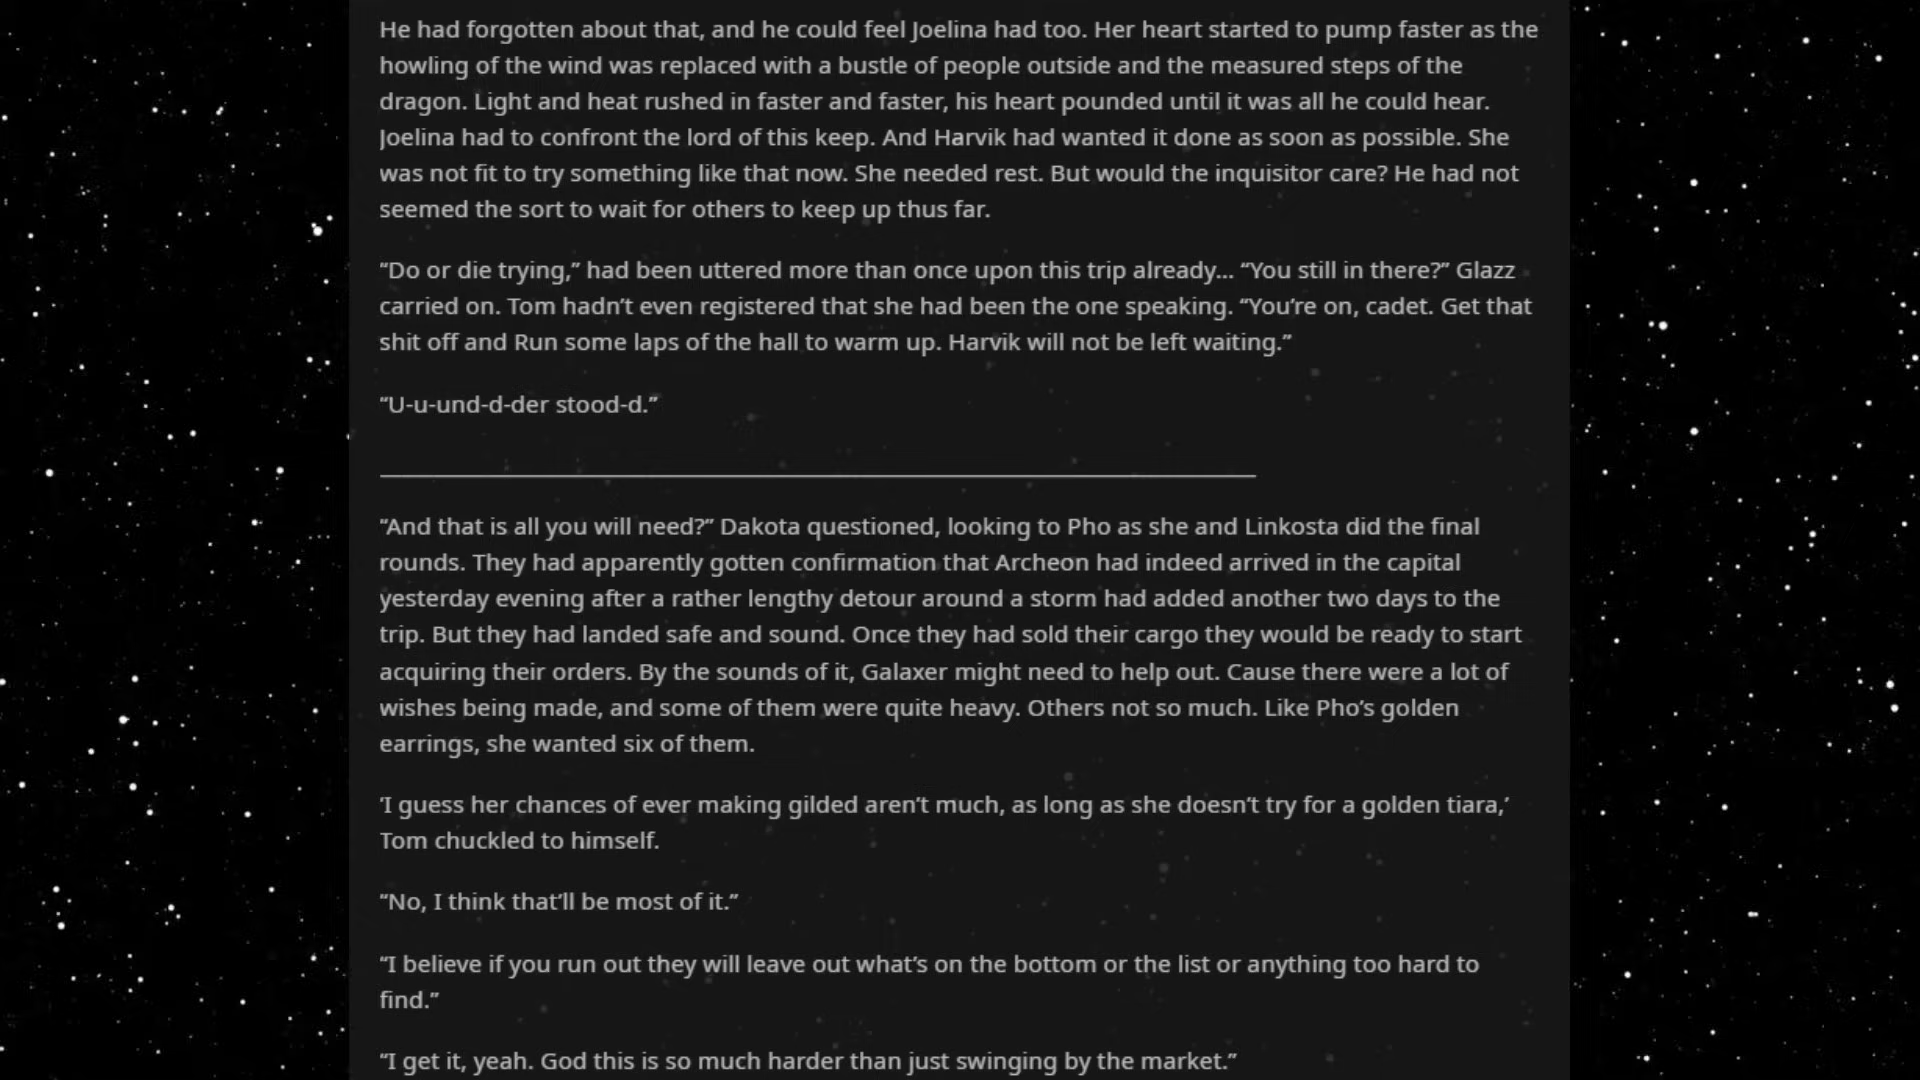 He had forgotten about that, and he could feel Joelina had too. Her heart started to pump faster as the
howling of the wind was replaced with a bustle of people outside and the measured steps of the
dragon. Light and heat rushed in faster and faster, his heart pounded until it was all he could hear.
Joelina had to confront the lord of this keep. And Harvik had wanted it done as soon as possible. She
was not fit to try something like that now. She needed rest. But would the inquisitor care? He had not
seemed the sort to wait for others to keep up thus far.
“Do or die trying,” had been uttered more than once upon this trip already… “You still in there?” Glazz
carried on. Tom hadn’t even registered that she had been the one speaking. “You’re on, cadet. Get that
shit off and Run some laps of the hall to warm up. Harvik will not be left waiting.”
“U-u-und-d-der stood-d.”
“And that is all you will need?” Dakota questioned, looking to Pho as she and Linkosta did the final
rounds. They had apparently gotten confirmation that Archeon had indeed arrived in the capital
yesterday evening after a rather lengthy detour around a storm had added another two days to the
trip. But they had landed safe and sound. Once they had sold their cargo they would be ready to start
acquiring their orders. By the sounds of it, Galaxer might need to help out. Cause there were a lot of
wishes being made, and some of them were quite heavy. Others not so much. Like Pho’s golden
earrings, she wanted six of them.
‘I guess her chances of ever making gilded aren’t much, as long as she doesn’t try for a golden tiara,’
Tom chuckled to himself.
“No, I think that’ll be most of it.”
“I believe if you run out they will leave out what’s on the bottom or the list or anything too hard to
find.”
“I get it, yeah. God this is so much harder than just swinging by the market.”